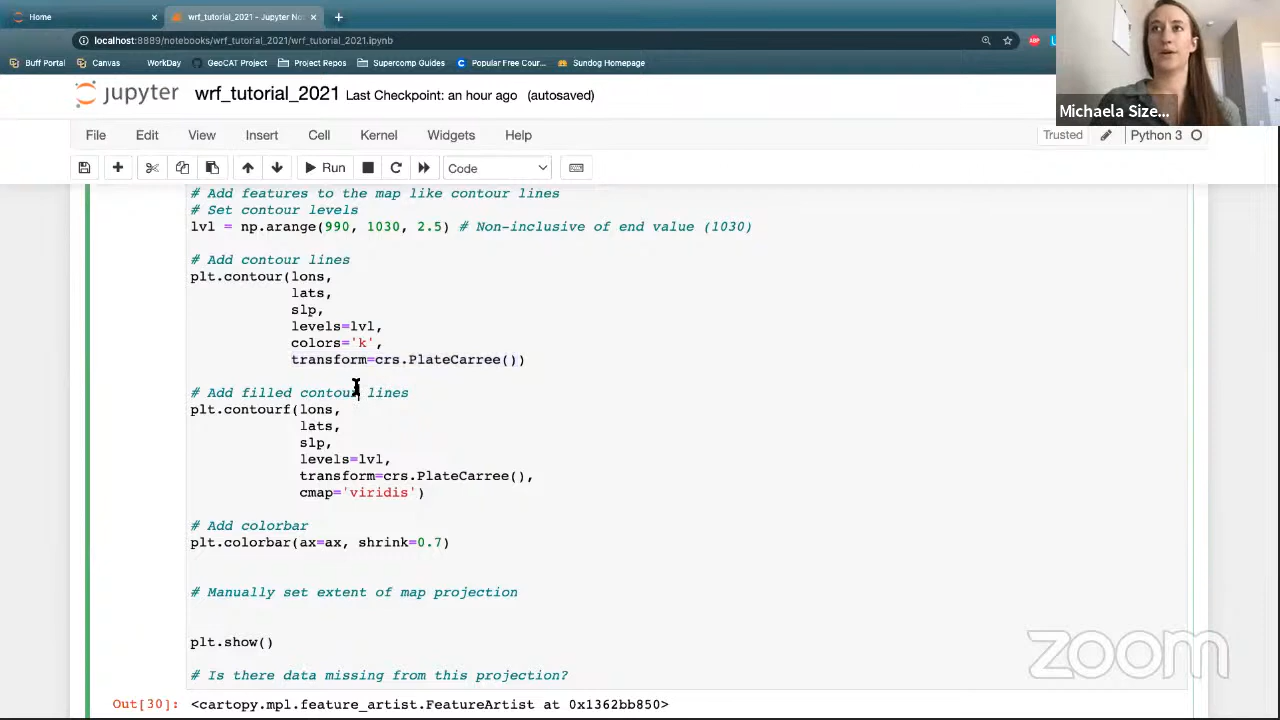 Home
wrf_tutorial_2021 - Jupyter No
localhost:8889/notebooks/wrf_tutorial_2021/wrf_tutorial_2021.ipynb
ABP
Buff Portal Canvas WorkDay GeoCAT Project Project Repos Supercomp Guides Popular Free Cour... Sundog Homepage
jupyter wrf_tutorial_2021 Last Checkpoint: an hour ago (autosaved)
Michaela Size...
File Edit View Insert Cell Kernel Widgets Help Trusted Python 3
Run Code
# Add features to the map like contour lines
# Set contour levels
lvl = np.arange(990, 1030, 2.5) # Non-inclusive of end value (1030)
# Add contour lines
plt.contour(lons,
lats,
slp,
levels=lvl,
colors='k',
transform=crs.PlateCarree())
# Add filled contour lines
plt.contourf(lons,
lats,
slp,
levels=lvl,
transform=crs.PlateCarree(),
cmap='viridis')
# Add colorbar
plt.colorbar(ax=ax, shrink=0.7)
# Manually set extent of map projection
plt.show()
# Is there data missing from this projection?
zoom
Out[30]: <cartopy.mpl.feature_artist.FeatureArtist at 0x1362bb850>